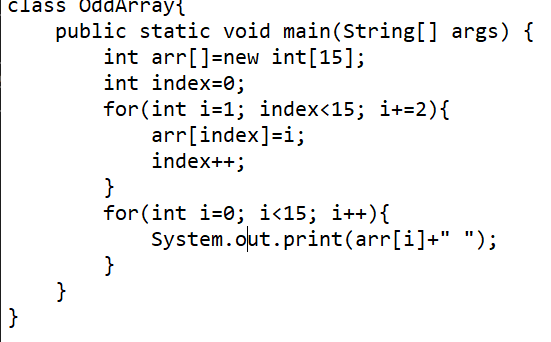 class OddArray{
public static void main(String[] args) {
int arr[]=new int[15];
int index=0;
for(int i=1; index<15; i+=2){
arr[index]=i;
index++;
}
for(int i=0; i<15; i++){
System.out.print(arr[i]+" ");
}
}
}